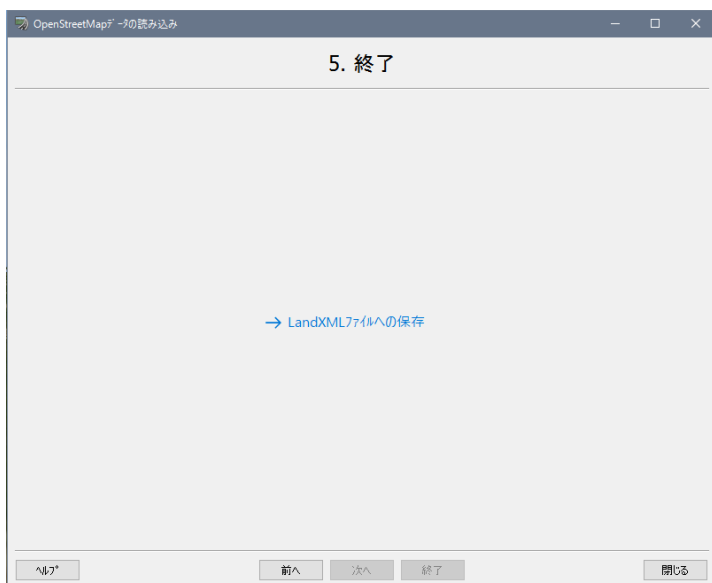 OpenStreetMapﾃﾞｰﾀの読み込み
5. 終了
→ LandXMLﾌｧｲﾙへの保存
ﾍﾙﾌﾟ
前へ
次へ
終了
閉じる